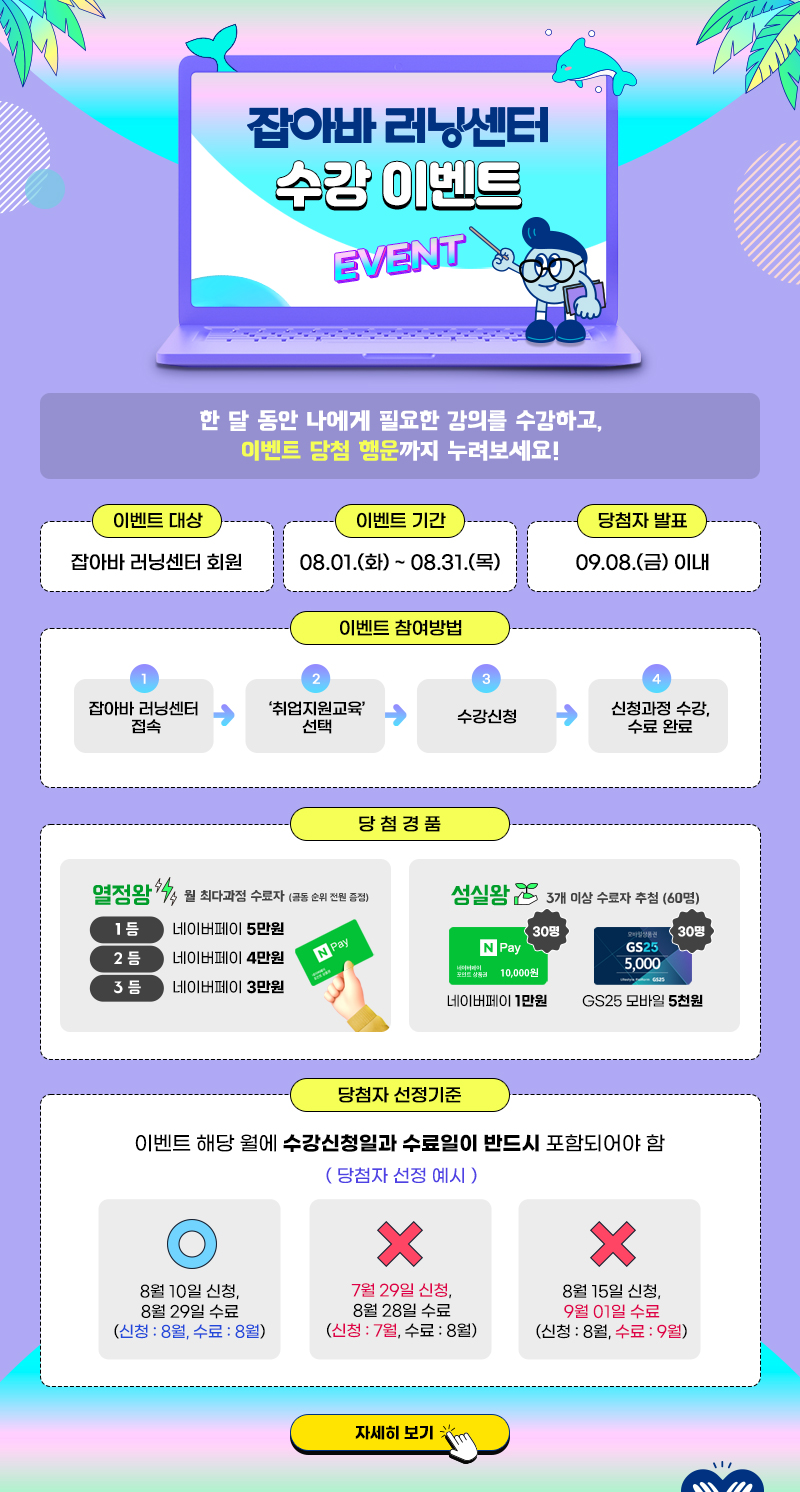 잡아바 러닝센터
수강 이벤트
EVENT
한 달 동안 나에게 필요한 강의를 수강하고,
이벤트 당첨 행운까지 누려보세요!
이벤트 대상
잡아바 러닝센터 회원
이벤트 기간
08.01.(화) ~ 08.31.(목)
당첨자 발표
09.08.(금) 이내
이벤트 참여방법
1
잡아바 러닝센터
접속
2
‘취업지원교육’
선택
3
수강신청
4
신청과정 수강,
수료 완료
당 첨 경 품
열정왕 월 최다과정 수료자 (공동 순위 전원 증정)
1 등 네이버페이 5만원
2 등 네이버페이 4만원
3 등 네이버페이 3만원
N Pay
네이버페이
포인트 상품권
성실왕 3개 이상 수료자 추첨 (60명)
30명
N Pay
네이버페이
포인트 상품권 10,000원
네이버페이 1만원
30명
모바일상품권
GS25
5,000
Lifestyle Platform GS25
GS25 모바일 5천원
당첨자 선정기준
이벤트 해당 월에 수강신청일과 수료일이 반드시 포함되어야 함
( 당첨자 선정 예시 )
8월 10일 신청,
8월 29일 수료
(신청 : 8월, 수료 : 8월)
7월 29일 신청,
8월 28일 수료
(신청 : 7월, 수료 : 8월)
8월 15일 신청,
9월 01일 수료
(신청 : 8월, 수료 : 9월)
자세히 보기